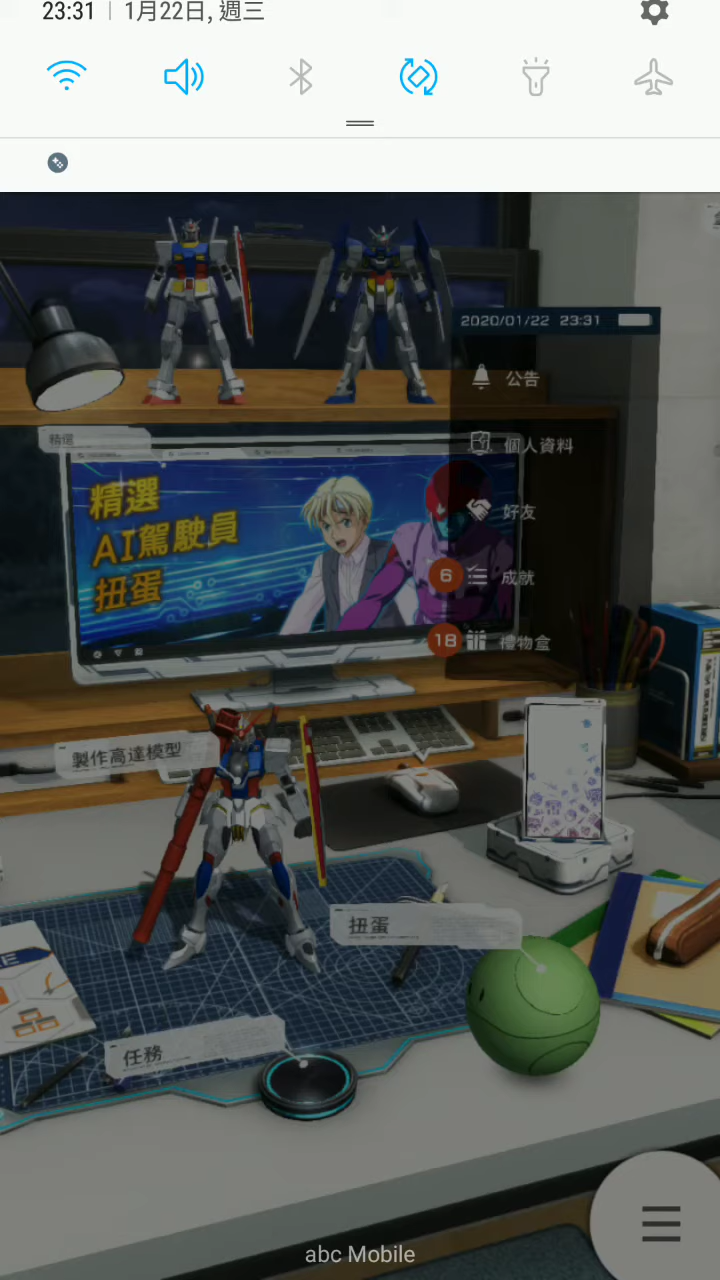 23:31 | 1月22日, 週三
2020/01/22 23:31
公告
個人資料
好友
6 成就
18 禮物盒
精選
精選
AI駕駛員
扭蛋
製作高達模型
扭蛋
任務
abc Mobile